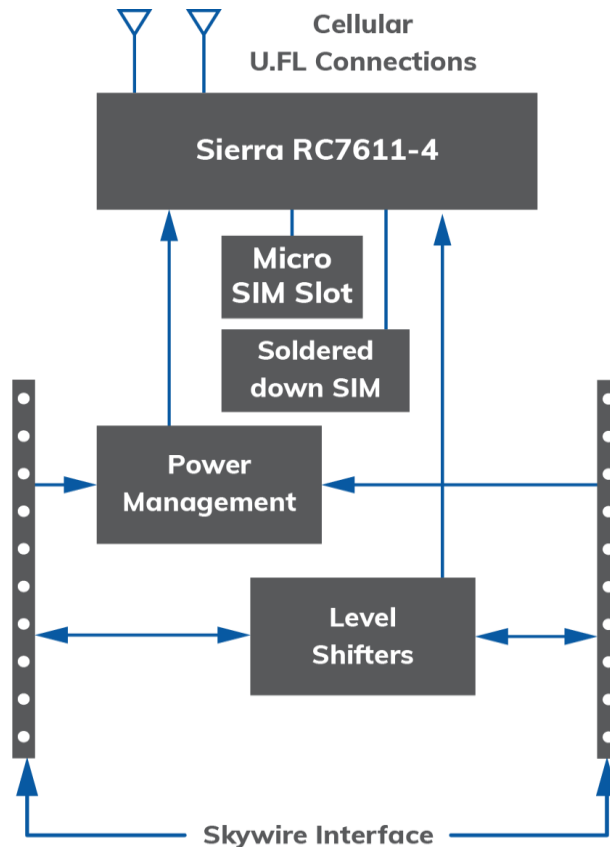 Cellular
U.FL Connections
Sierra RC7611-4
Micro
SIM Slot
Soldered
down SIM
Power
Management
Level
Shifters
Skywire Interface